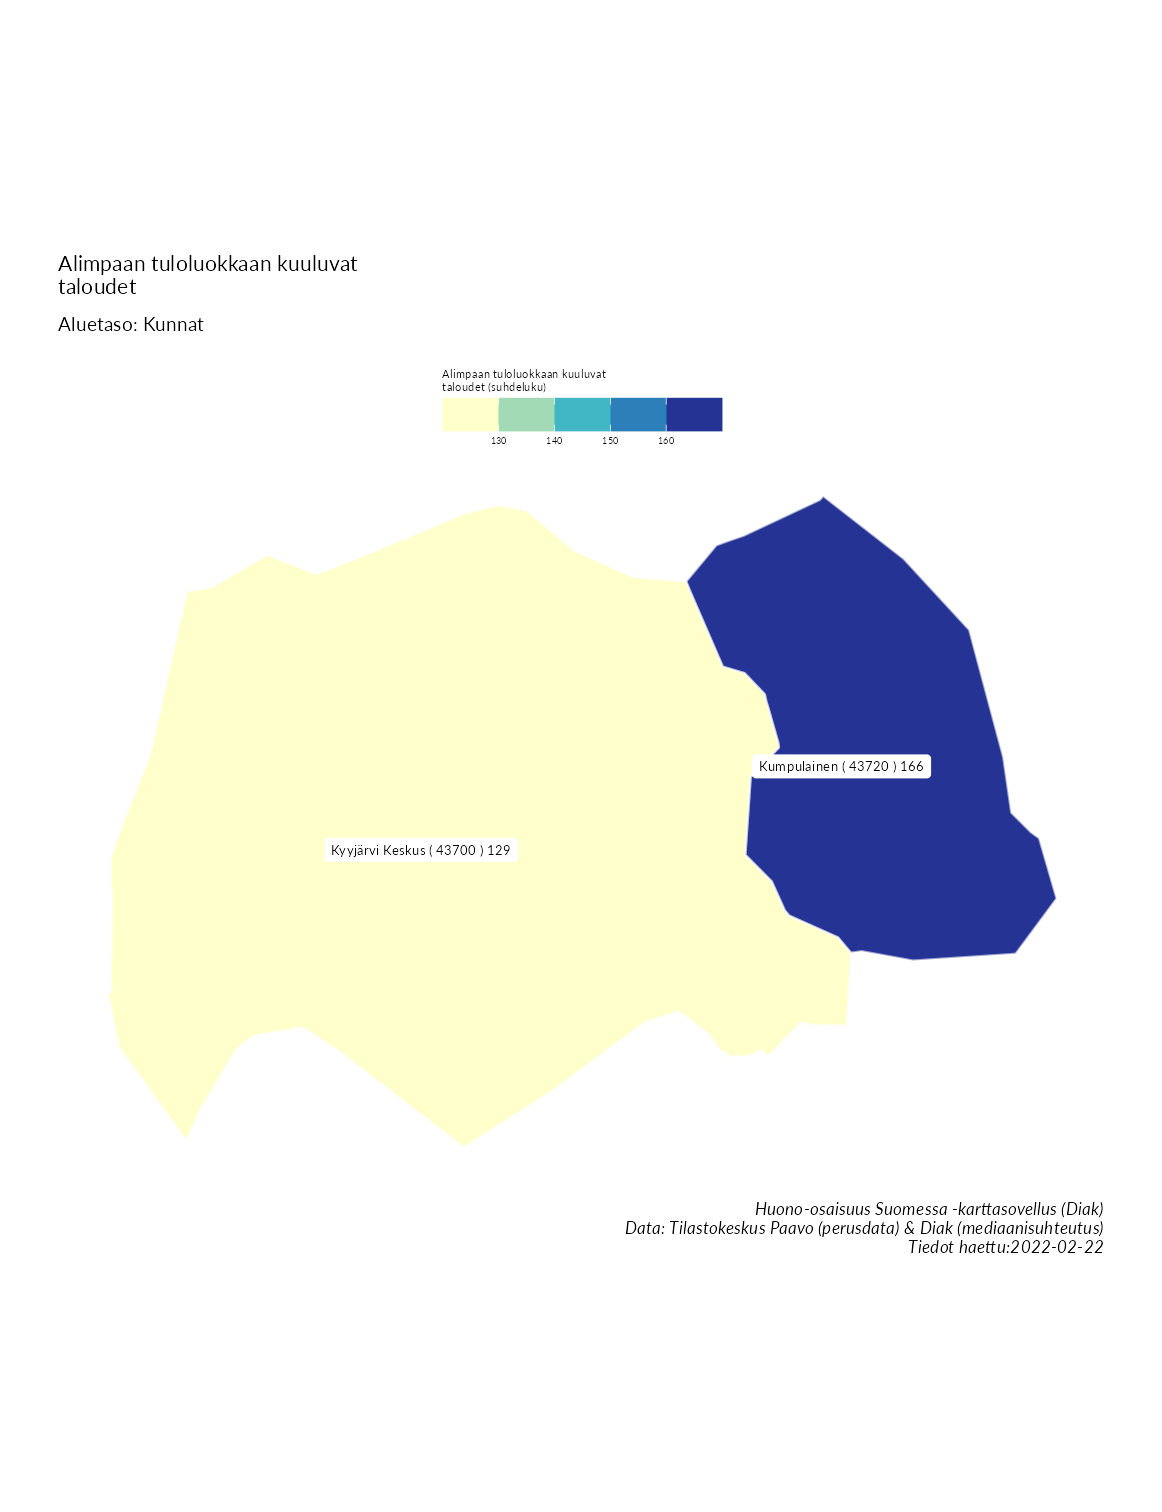 Alimpaan tuloluokkaan kuuluvat
taloudet
Aluetaso: Kunnat
Alimpaan tuloluokkaan kuuluvat
taloudet (suhdeluku)
130 140 150 160
Kumpulainen ( 43720 ) 166
Kyyjärvi Keskus ( 43700 ) 129
Huono-osaisuus Suomessa -karttasovellus (Diak)
Data: Tilastokeskus Paavo (perusdata) & Diak (mediaanisuhteutus)
Tiedot haettu:2022-02-22